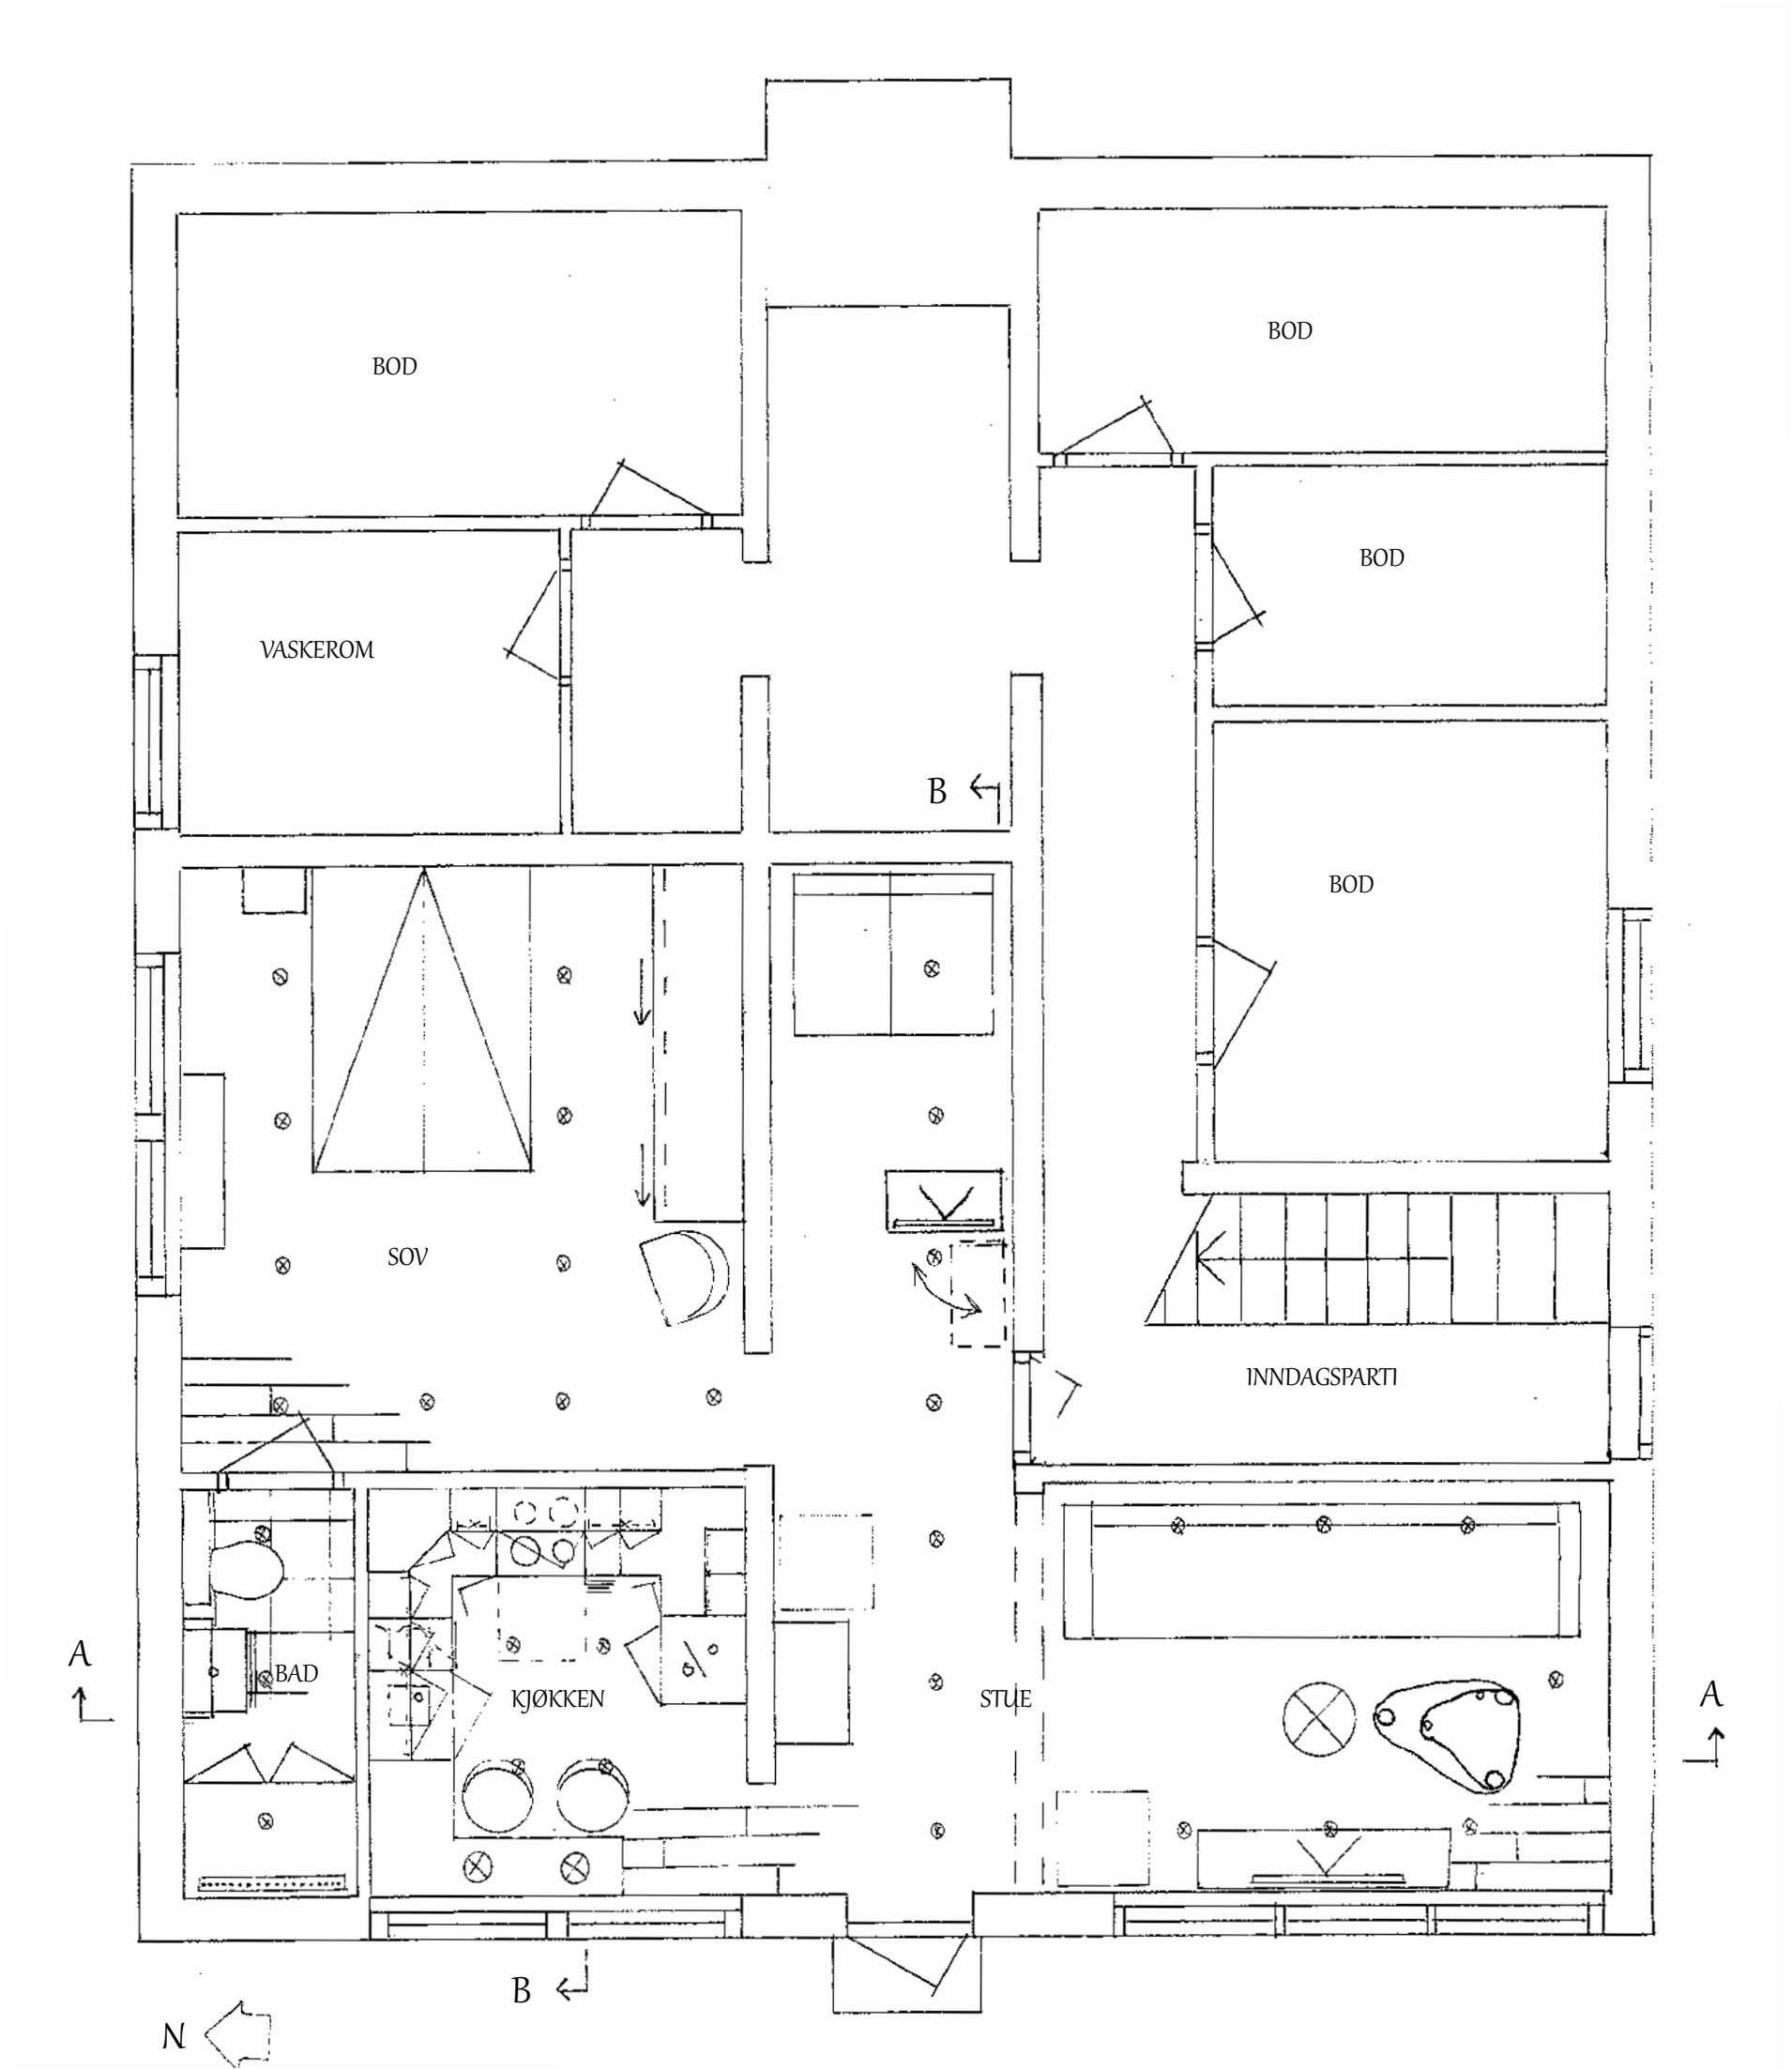 BOD
BOD
BOD
VASKEROM
B
BOD
SOV
INNDAGSPARTI
A
BAD
KJØKKEN
STUE
A
B
N